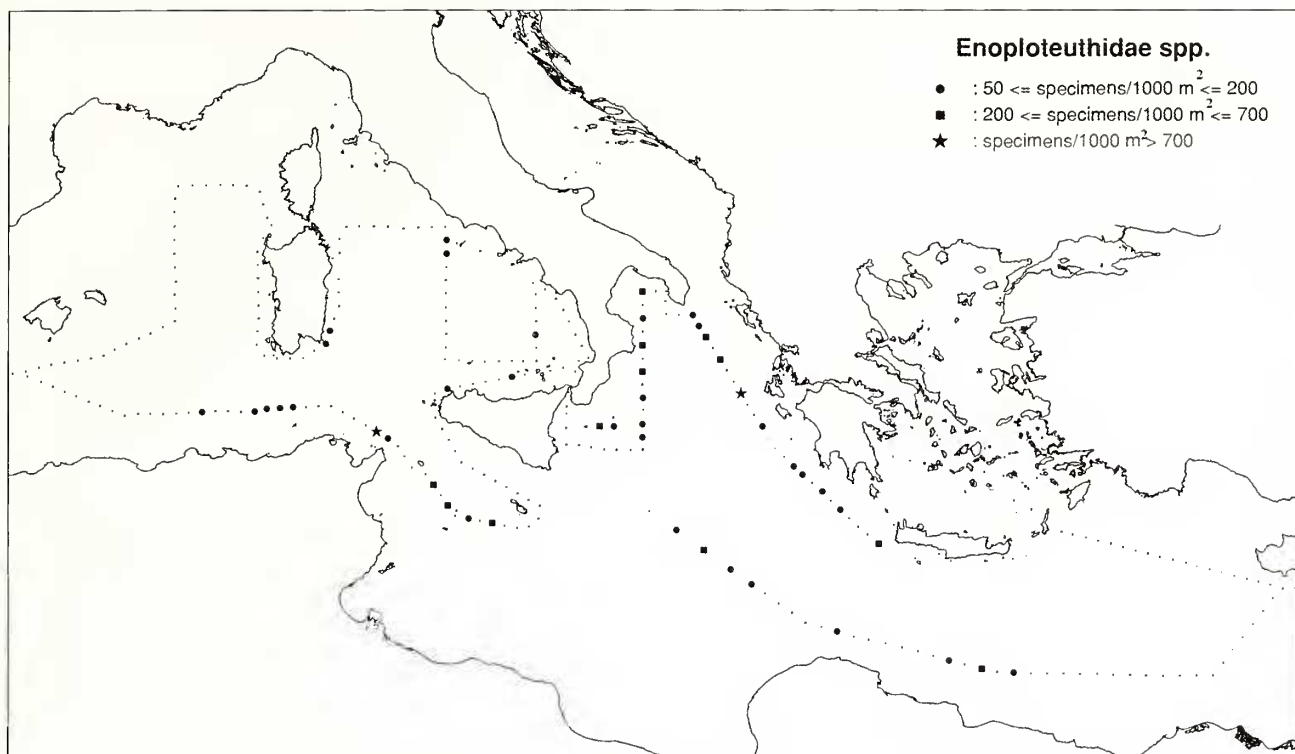 Enoploteuthidae spp.
● : 50 <= specimens/1000 m² <= 200
■ : 200 <= specimens/1000 m² <= 700
★ : specimens/1000 m² > 700